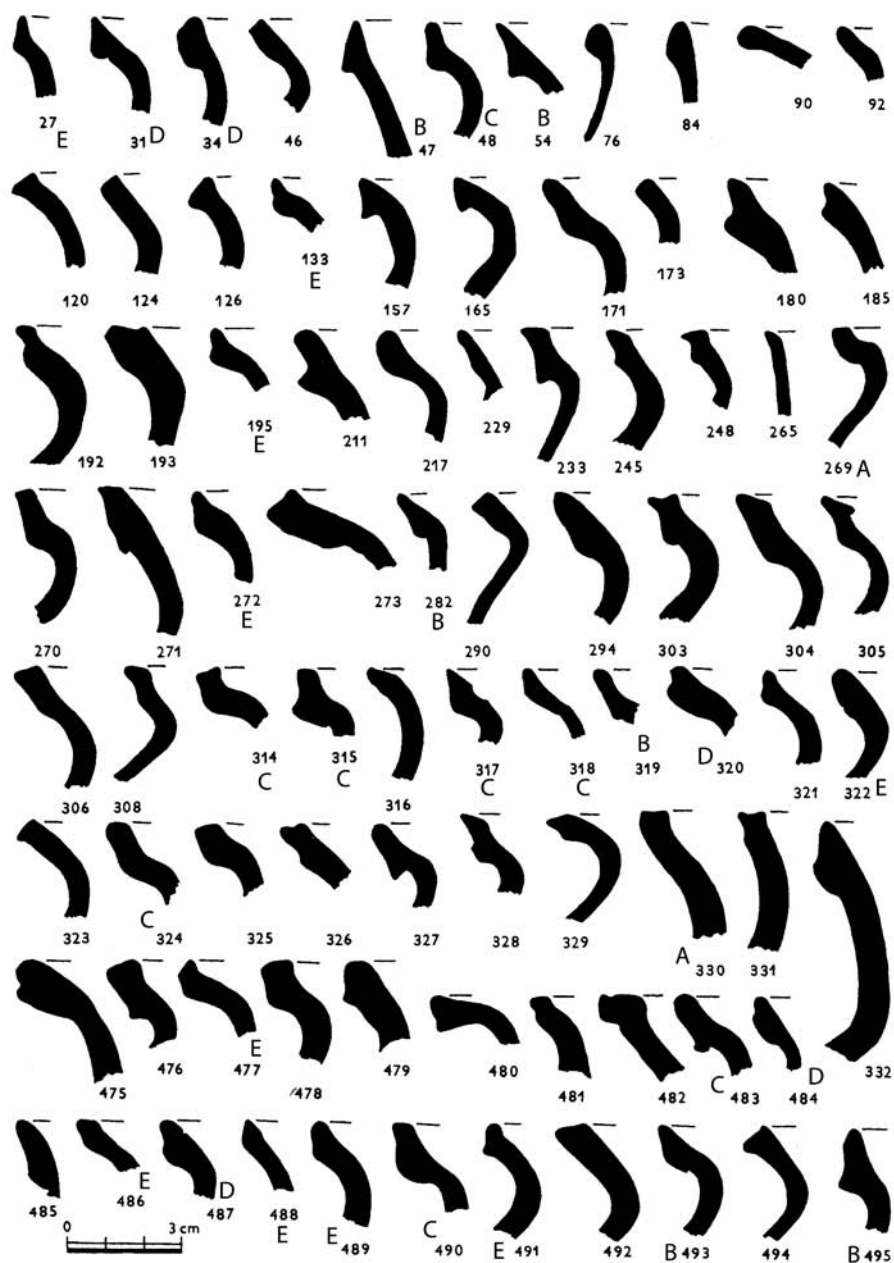 27 31 D 34 D 46 B 47 C 48 B 54 76 84 90 92
E
120 124 126 133 157 165 171 173 180 185
E
192 193 195 211 217 229 233 245 248 265 269 A
E
270 271 272 273 282 290 294 303 304 305
E B
306 308 314 315 316 317 318 B 319 D 320 321 322 E
C C C C
323 C 324 325 326 327 328 329 A 330 331 332
475 476 E 477 478 479 480 481 482 C 483 D 484
485 486 E 487 D 488 489 490 491 492 B 493 494 B 495
E E C E
0 3 cm